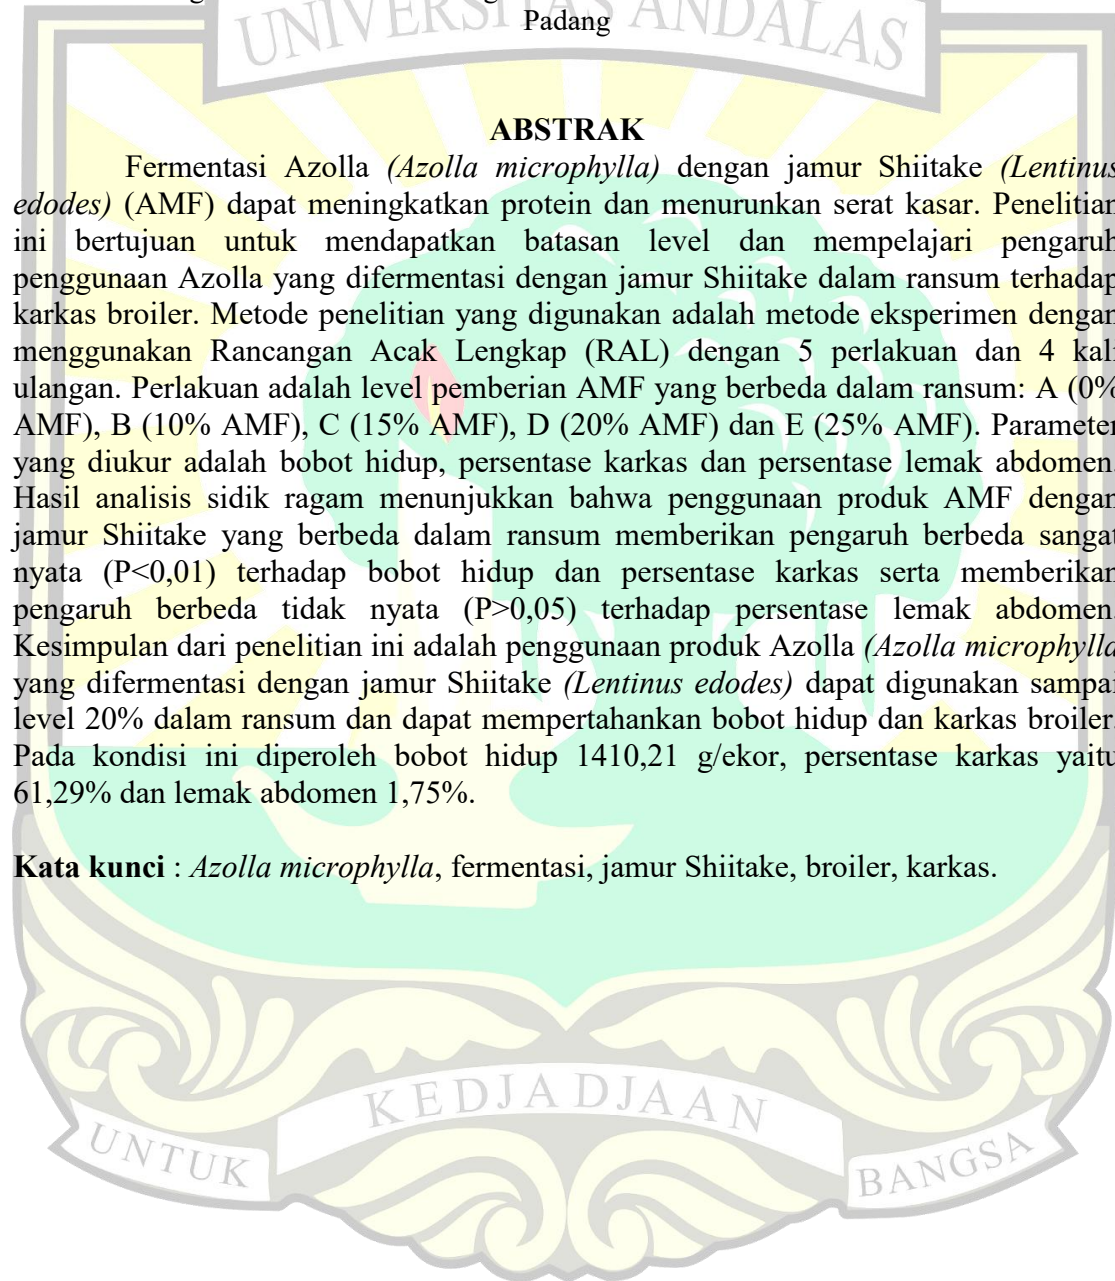 UNIVERSITAS ANDALAS
Padang
ABSTRAK
Fermentasi Azolla (Azolla microphylla) dengan jamur Shiitake (Lentinus
edodes) (AMF) dapat meningkatkan protein dan menurunkan serat kasar. Penelitian
ini bertujuan untuk mendapatkan batasan level dan mempelajari pengaruh
penggunaan Azolla yang difermentasi dengan jamur Shiitake dalam ransum terhadap
karkas broiler. Metode penelitian yang digunakan adalah metode eksperimen dengan
menggunakan Rancangan Acak Lengkap (RAL) dengan 5 perlakuan dan 4 kali
ulangan. Perlakuan adalah level pemberian AMF yang berbeda dalam ransum: A (0%
AMF), B (10% AMF), C (15% AMF), D (20% AMF) dan E (25% AMF). Parameter
yang diukur adalah bobot hidup, persentase karkas dan persentase lemak abdomen.
Hasil analisis sidik ragam menunjukkan bahwa penggunaan produk AMF dengan
jamur Shiitake yang berbeda dalam ransum memberikan pengaruh berbeda sangat
nyata (P<0,01) terhadap bobot hidup dan persentase karkas serta memberikan
pengaruh berbeda tidak nyata (P>0,05) terhadap persentase lemak abdomen.
Kesimpulan dari penelitian ini adalah penggunaan produk Azolla (Azolla microphylla
yang difermentasi dengan jamur Shiitake (Lentinus edodes) dapat digunakan sampai
level 20% dalam ransum dan dapat mempertahankan bobot hidup dan karkas broiler.
Pada kondisi ini diperoleh bobot hidup 1410,21 g/ekor, persentase karkas yaitu
61,29% dan lemak abdomen 1,75%.
Kata kunci : Azolla microphylla, fermentasi, jamur Shiitake, broiler, karkas.
UNTUK KEDJADJAAN BANGSA